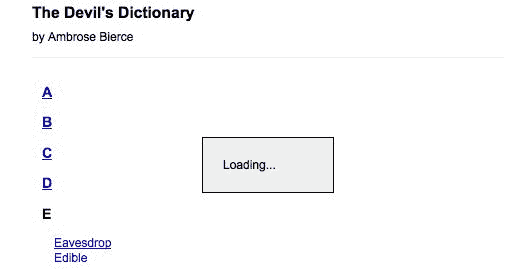 The Devil's Dictionary
by Ambrose Bierce
A
B
C
D
Loading...
E
Eavesdrop
Edible